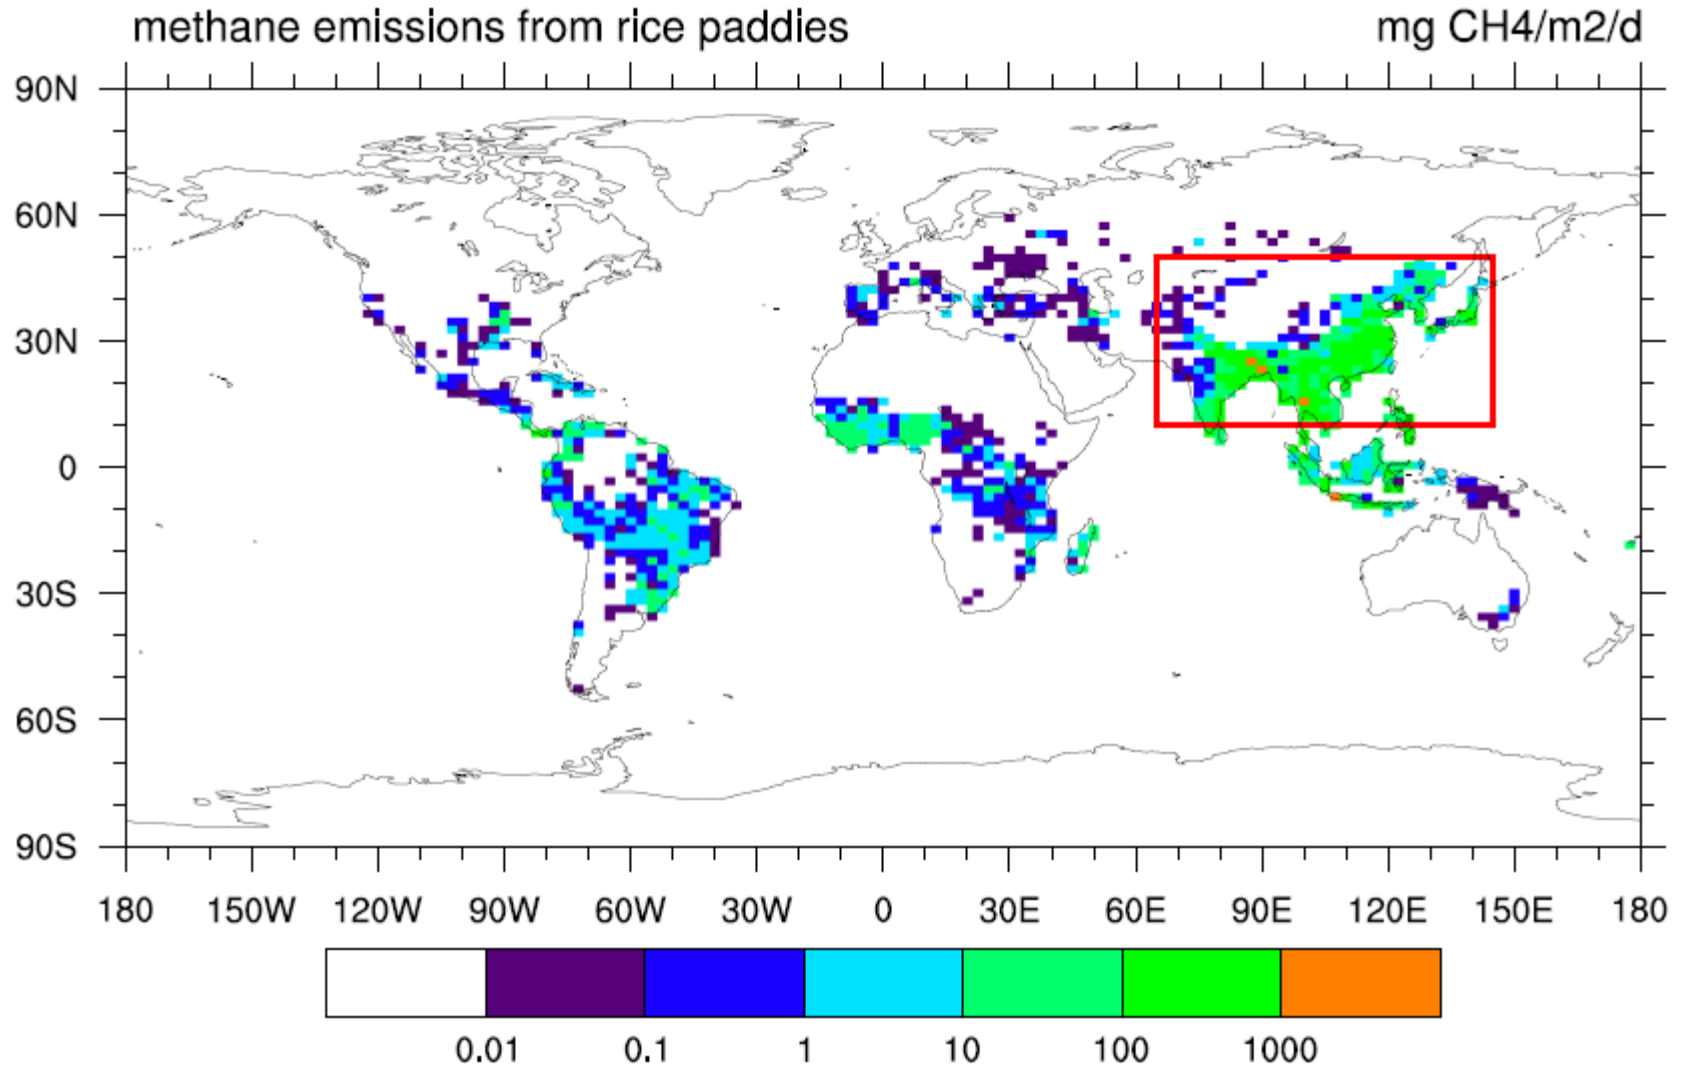 methane emissions from rice paddies mg CH4/m2/d
90N
60N
30N
0
30S
60S
90S
180 150W 120W 90W 60W 30W 0 30E 60E 90E 120E 150E 180
0.01 0.1 1 10 100 1000